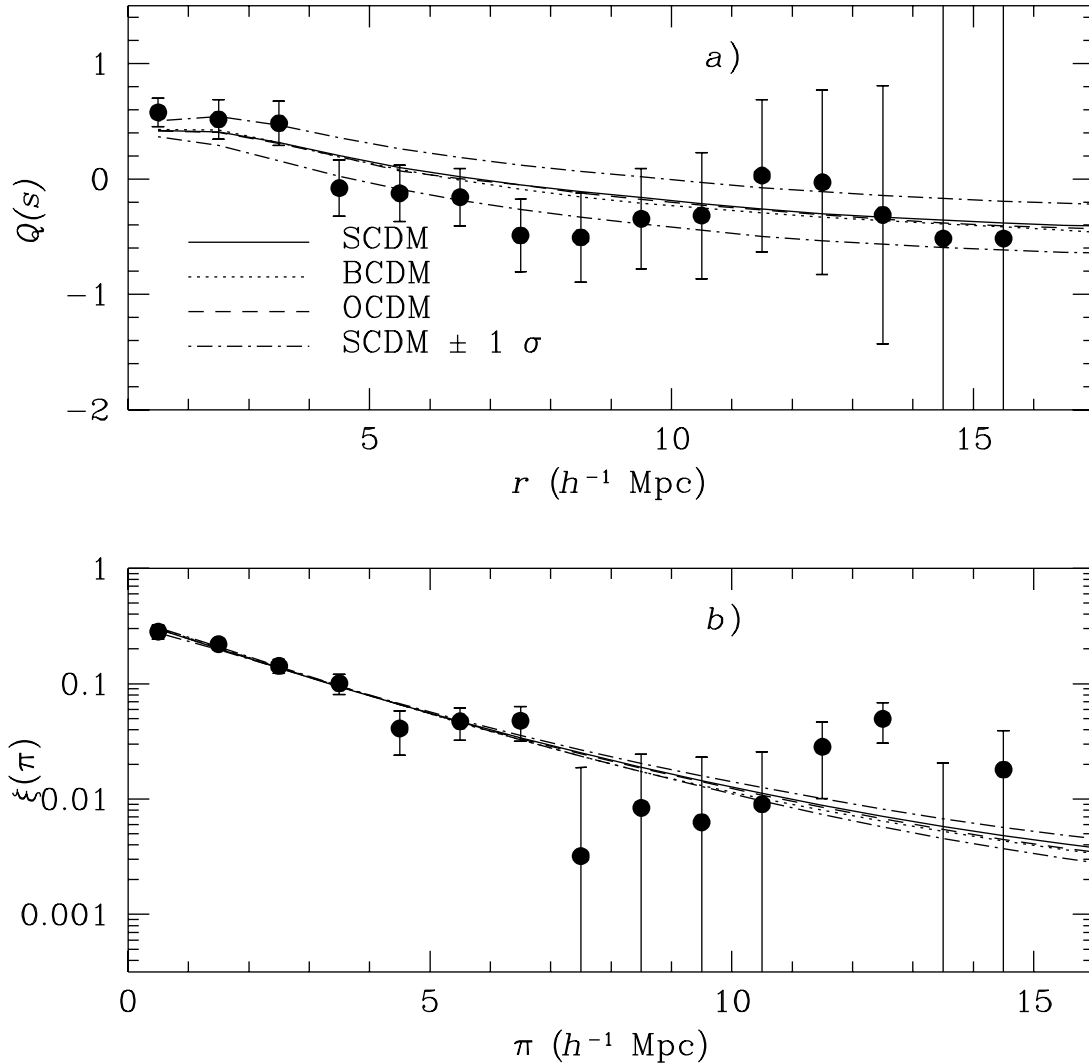 a)
1
0
−1
−2
Q(s)
SCDM
BCDM
OCDM
SCDM ± 1 σ
5 10 15
r (h⁻¹ Mpc)
b)
1
0.1
0.01
0.001
ξ(π)
0 5 10 15
π (h⁻¹ Mpc)